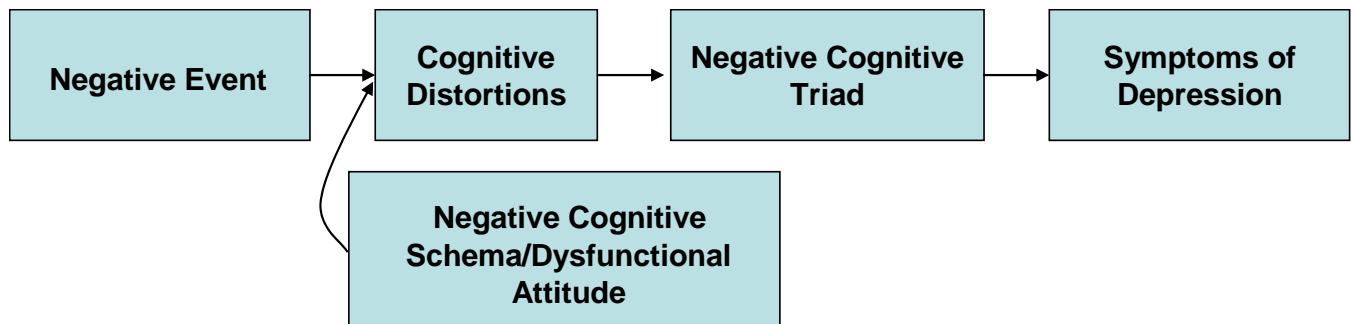 Negative Event
Cognitive
Distortions
Negative Cognitive
Triad
Symptoms of
Depression
Negative Cognitive
Schema/Dysfunctional
Attitude